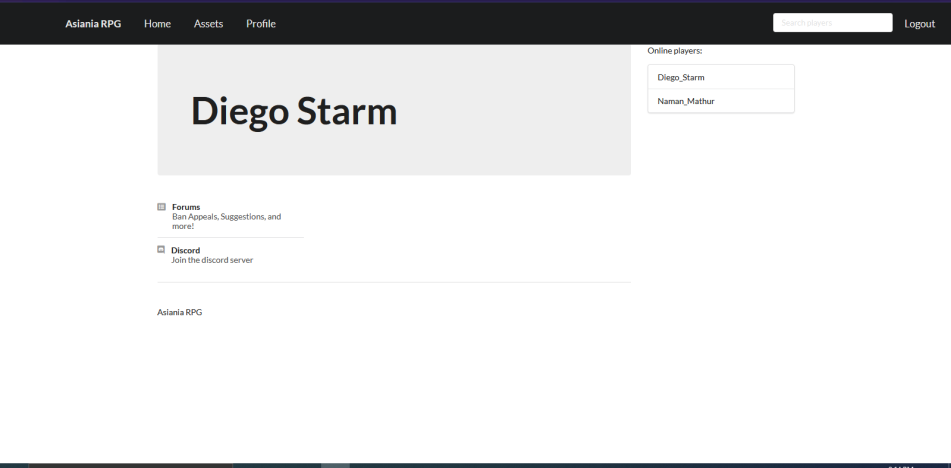 Asiania RPG Home Assets Profile Search players Logout
Online players:
Diego_Starm
Naman_Mathur
Diego Starm
Forums
Ban Appeals, Suggestions, and
more!
Discord
Join the discord server
Asiania RPG